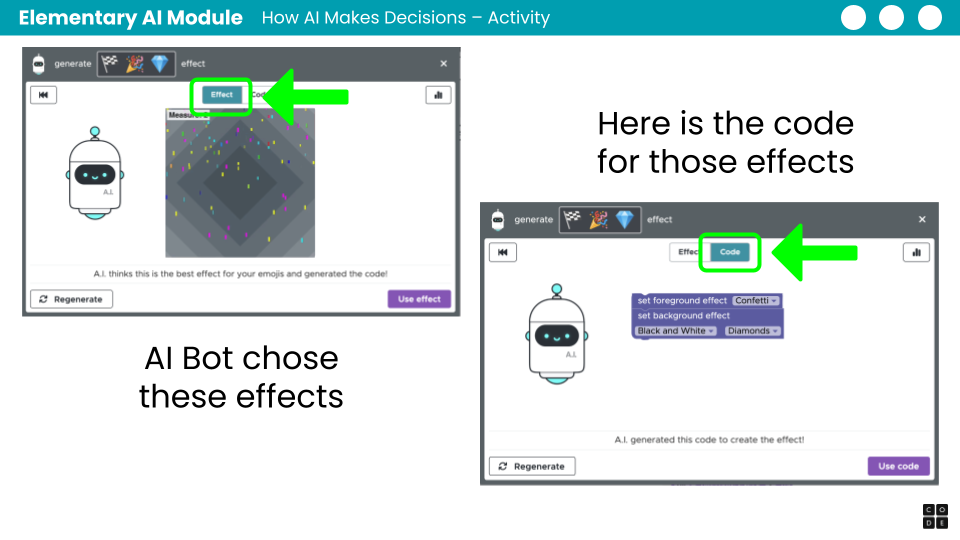 Elementary AI Module How AI Makes Decisions – Activity
generate effect ×
Effect Cod
Measure: 2
A.I.
A.I. thinks this is the best effect for your emojis and generated the code!
Regenerate Use effect
AI Bot chose
these effects
Here is the code
for those effects
generate effect ×
Effec Code
set foreground effect Confetti
set background effect
Black and White Diamonds
A.I.
A.I. generated this code to create the effect!
Regenerate Use code
C O
D E